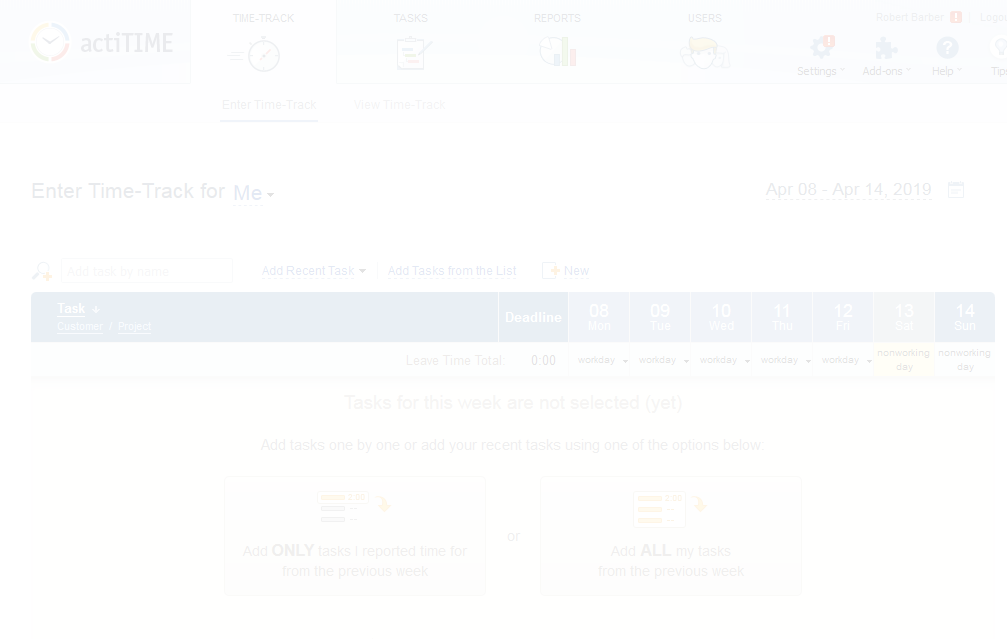 TIME-TRACK
TASKS
REPORTS
USERS
Robert Bartler
Logou
actiTIME
Settings
Add-ons
Help
Tips
Enter Time-Track
View Time-Track
Enter Time-Track for Me
Apr 08 - Apr 14, 2019
Add task by name
Add Recent Task
Add Tasks from the List
New
Task
Customer / Project
Deadline
08
Mon
09
Tue
10
Wed
11
Thu
12
Fri
13
Sat
14
Sun
Leave Time Total
0:00
workday
workday
workday
workday
workday
nonworking
day
nonworking
day
Tasks for this week are not selected (yet)
Add tasks one by one or add your recent tasks using one of the options below:
2:00
Add ONLY tasks I reported time for
from the previous week
or
2:00
Add ALL my tasks
from the previous week